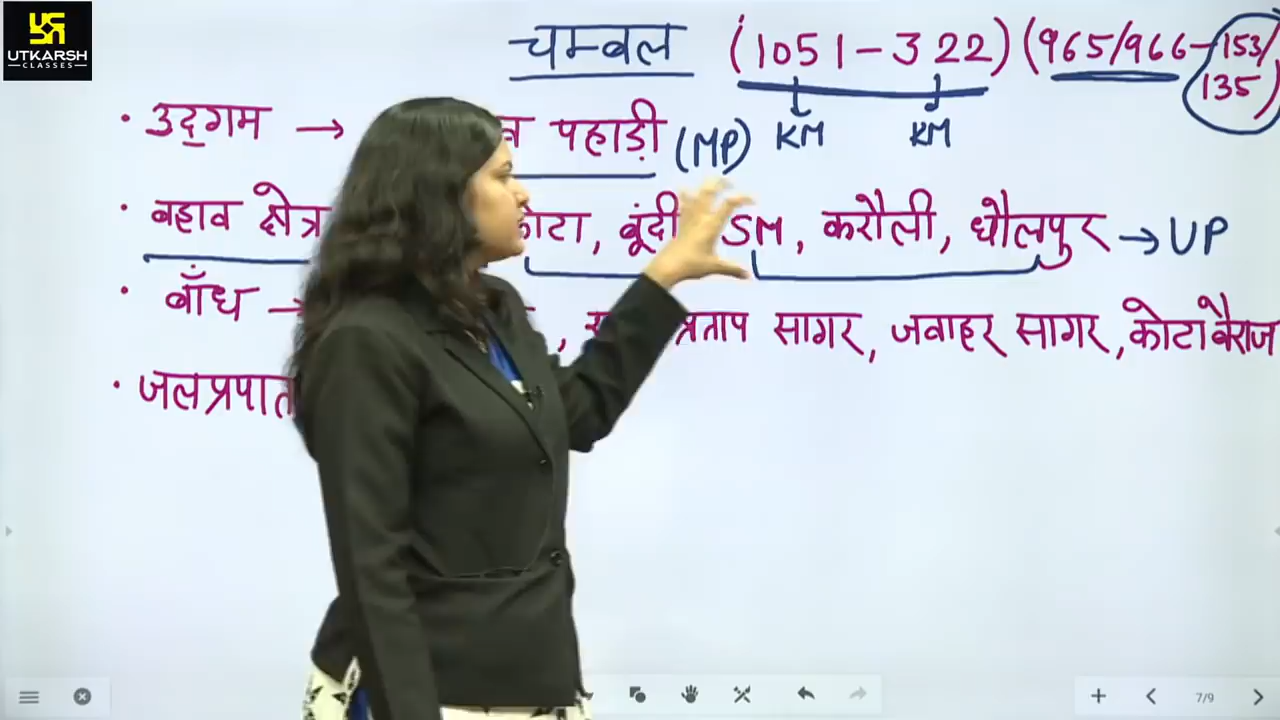 UTKARSH
CLASSES
चम्बल (1051-322) (965/966-153/
135)
KM KM
• उद्गम → पहाड़ी (MP)
• बहाव क्षेत्र कोटा, बूंदी SM, करौली, धौलपुर → UP
• बाँध → , सागर, जवाहर सागर, कोटा बैराज
• जलप्रपात
7/9